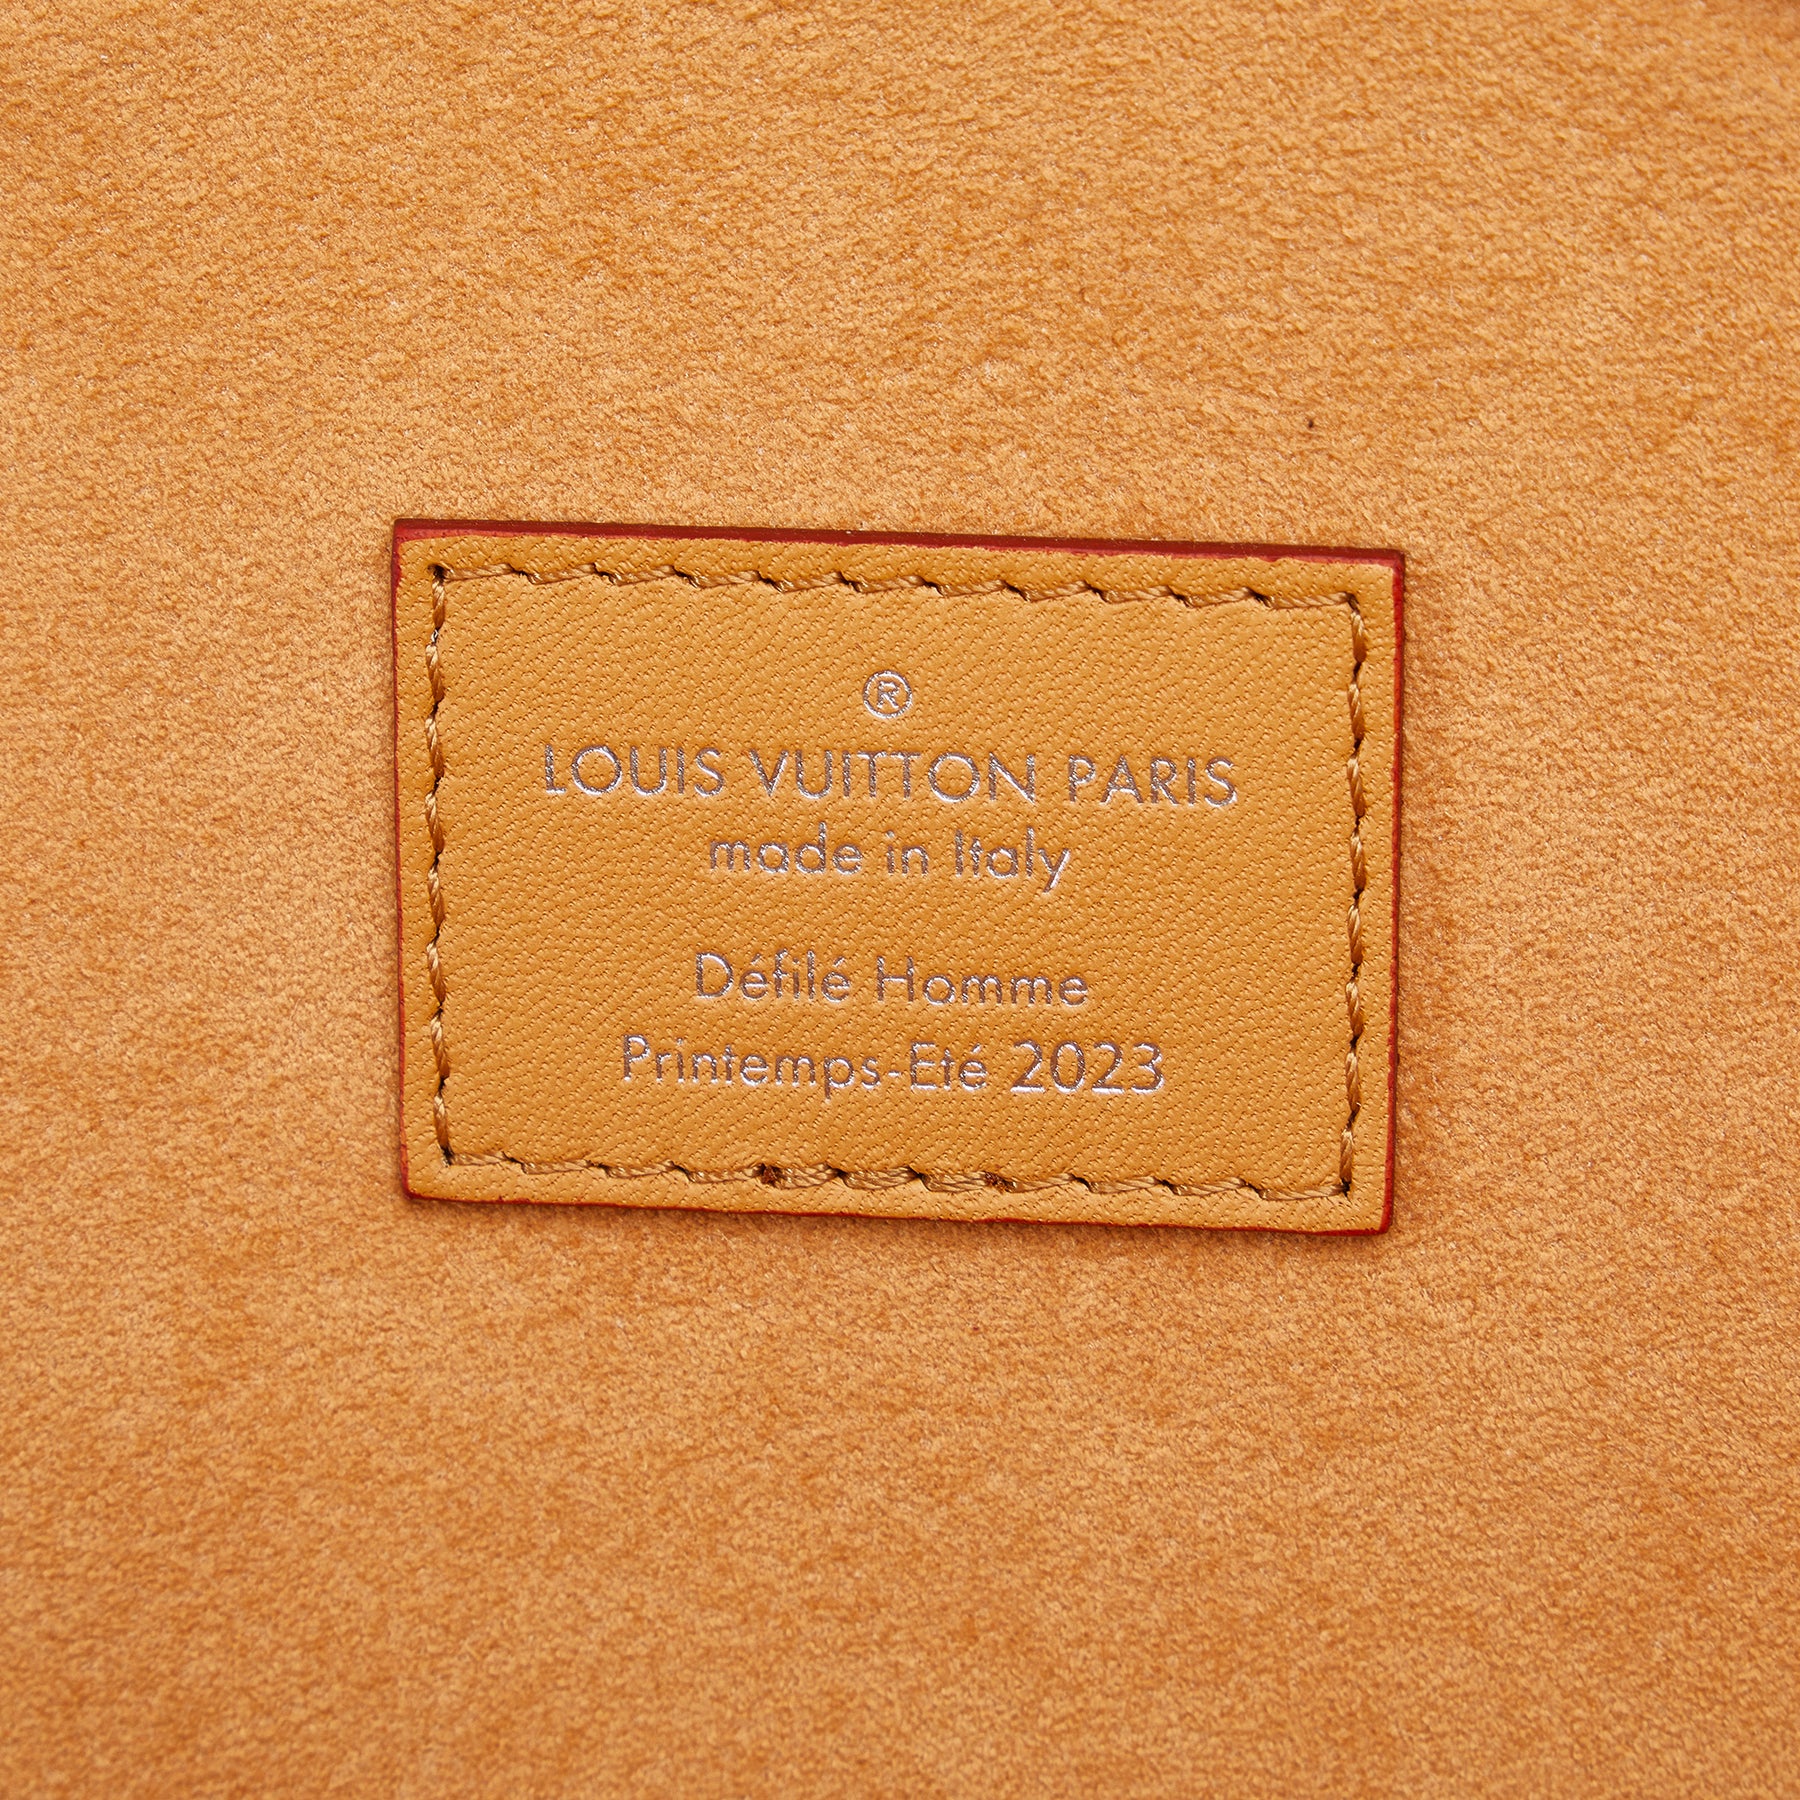 ®
LOUIS VUITTON PARIS
made in Italy
Défilé Homme
Printemps-Eté 2023